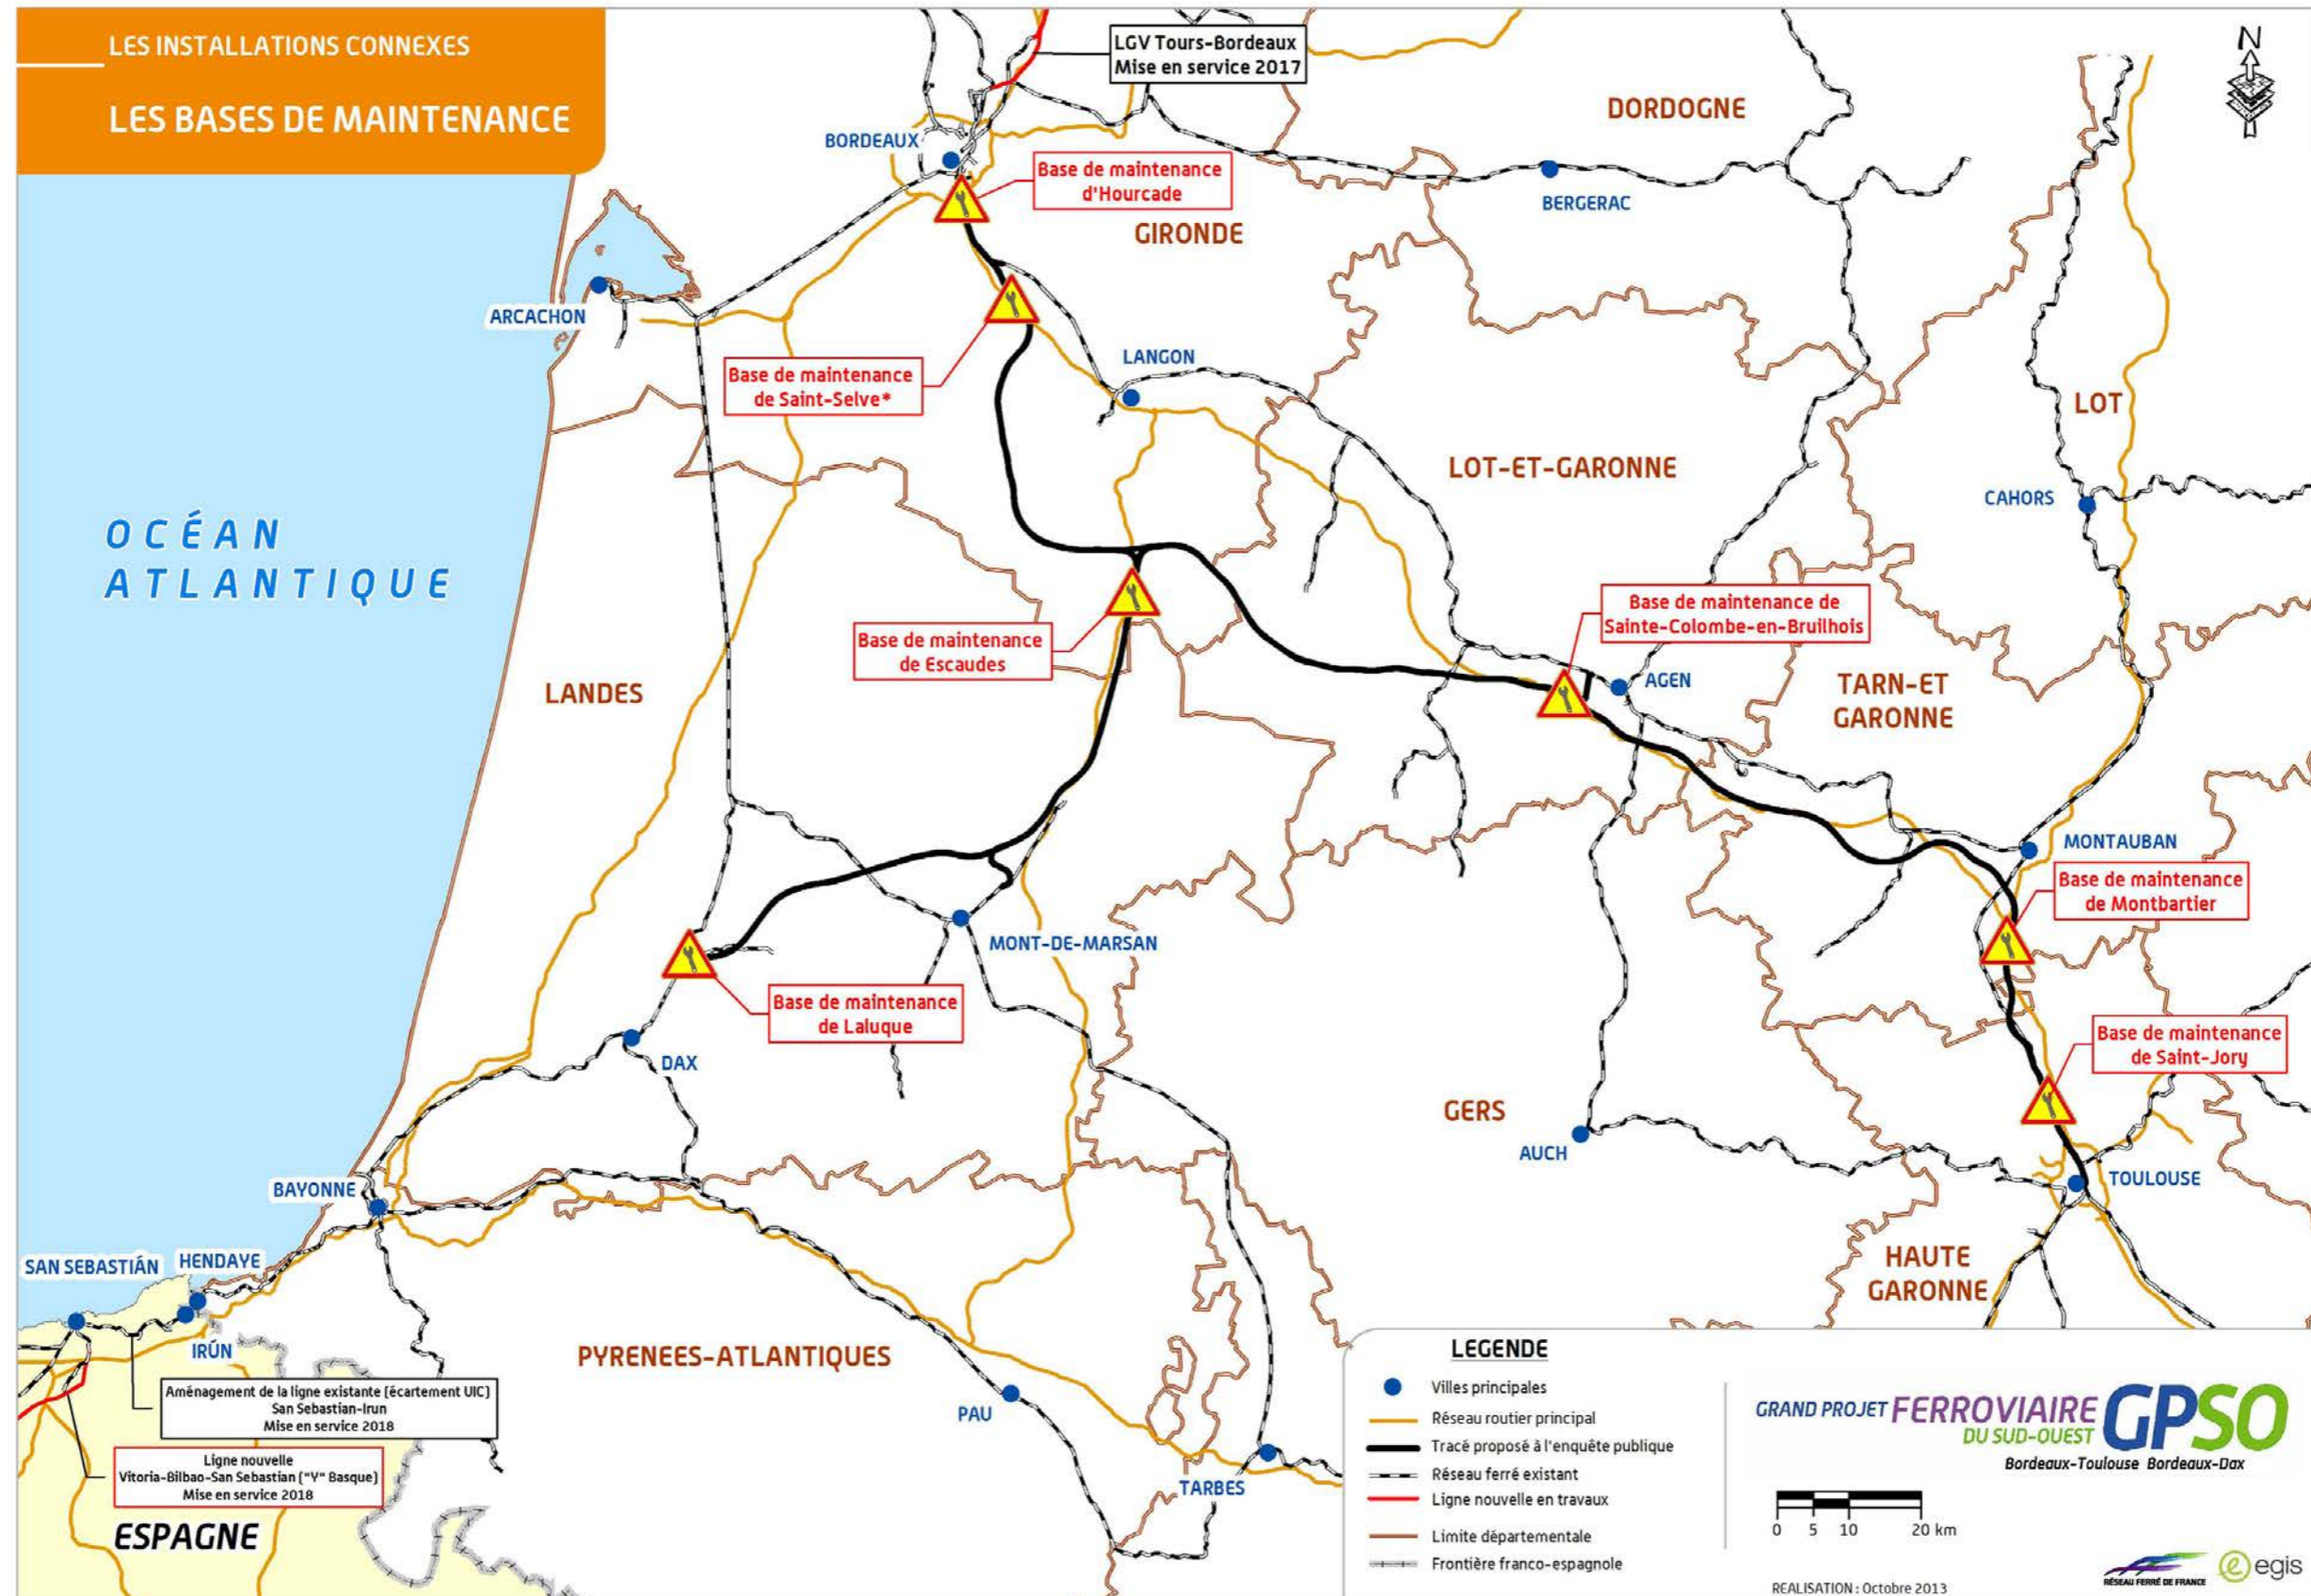 LES INSTALLATIONS CONNEXES
LES BASES DE MAINTENANCE
LGV Tours-Bordeaux
Mise en service 2017
N
DORDOGNE
BORDEAUX
Base de maintenance
d'Hourcade
BERGERAC
GIRONDE
ARCACHON
LANGON
Base de maintenance
de Saint-Selve*
LOT
LOT-ET-GARONNE
CAHORS
OCÉAN
ATLANTIQUE
Base de maintenance de
Sainte-Colombe-en-Bruilhois
Base de maintenance
de Escaudes
LANDES
AGEN
TARN-ET
GARONNE
MONTAUBAN
Base de maintenance
de Montbartier
MONT-DE-MARSAN
Base de maintenance
de Laluque
Base de maintenance
de Saint-Jory
DAX
GERS
AUCH
TOULOUSE
BAYONNE
SAN SEBASTIÁN
HENDAYE
HAUTE
GARONNE
IRÚN
PYRENEES-ATLANTIQUES
Aménagement de la ligne existante (écartement UIC)
San Sebastian-Irun
Mise en service 2018
PAU
Ligne nouvelle
Vitoria-Bilbao-San Sebastian ("Y" Basque)
Mise en service 2018
TARBES
ESPAGNE
LEGENDE
Villes principales
Réseau routier principal
Tracé proposé à l'enquête publique
Réseau ferré existant
Ligne nouvelle en travaux
Limite départementale
Frontière franco-espagnole
GRAND PROJET FERROVIAIRE
DU SUD-OUEST
GPSO
Bordeaux-Toulouse Bordeaux-Dax
0 5 10 20 km
REALISATION : Octobre 2013
RÉSEAU FERRÉ DE FRANCE
e egis